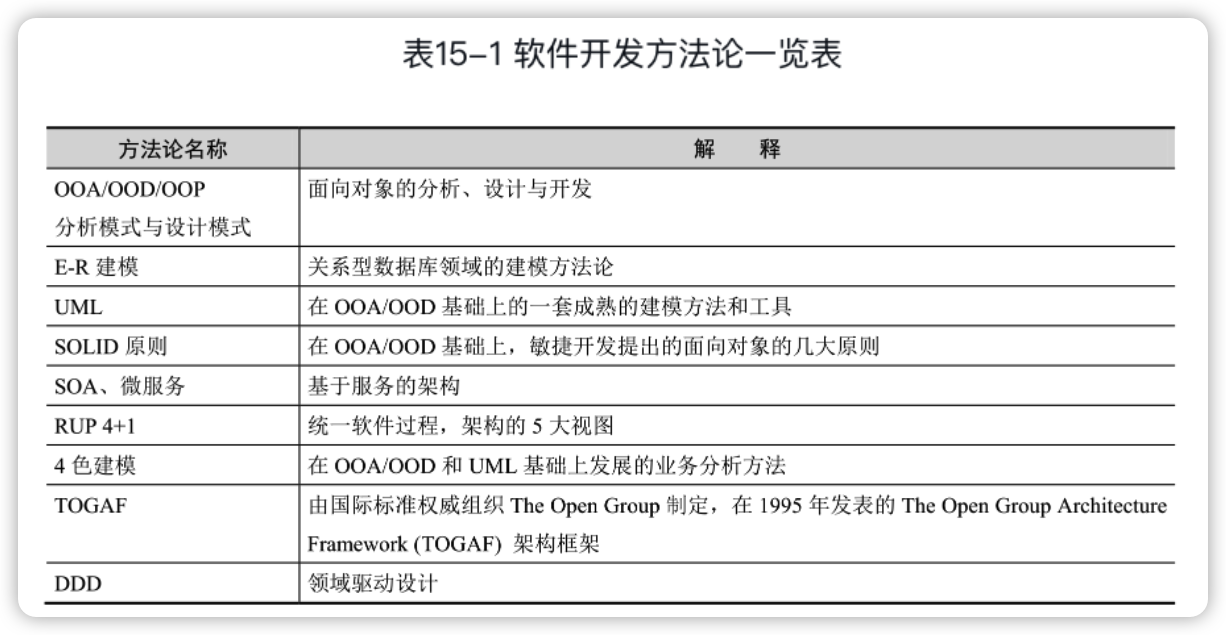 表15-1 软件开发方法论一览表
方法论名称 解 释
OOA/OOD/OOP 面向对象的分析、设计与开发
分析模式与设计模式
E-R 建模 关系型数据库领域的建模方法论
UML 在 OOA/OOD 基础上的一套成熟的建模方法和工具
SOLID 原则 在 OOA/OOD 基础上，敏捷开发提出的面向对象的几大原则
SOA、微服务 基于服务的架构
RUP 4+1 统一软件过程，架构的 5 大视图
4 色建模 在 OOA/OOD 和 UML 基础上发展的业务分析方法
TOGAF 由国际标准权威组织 The Open Group 制定，在 1995 年发表的 The Open Group Architecture
Framework (TOGAF) 架构框架
DDD 领域驱动设计